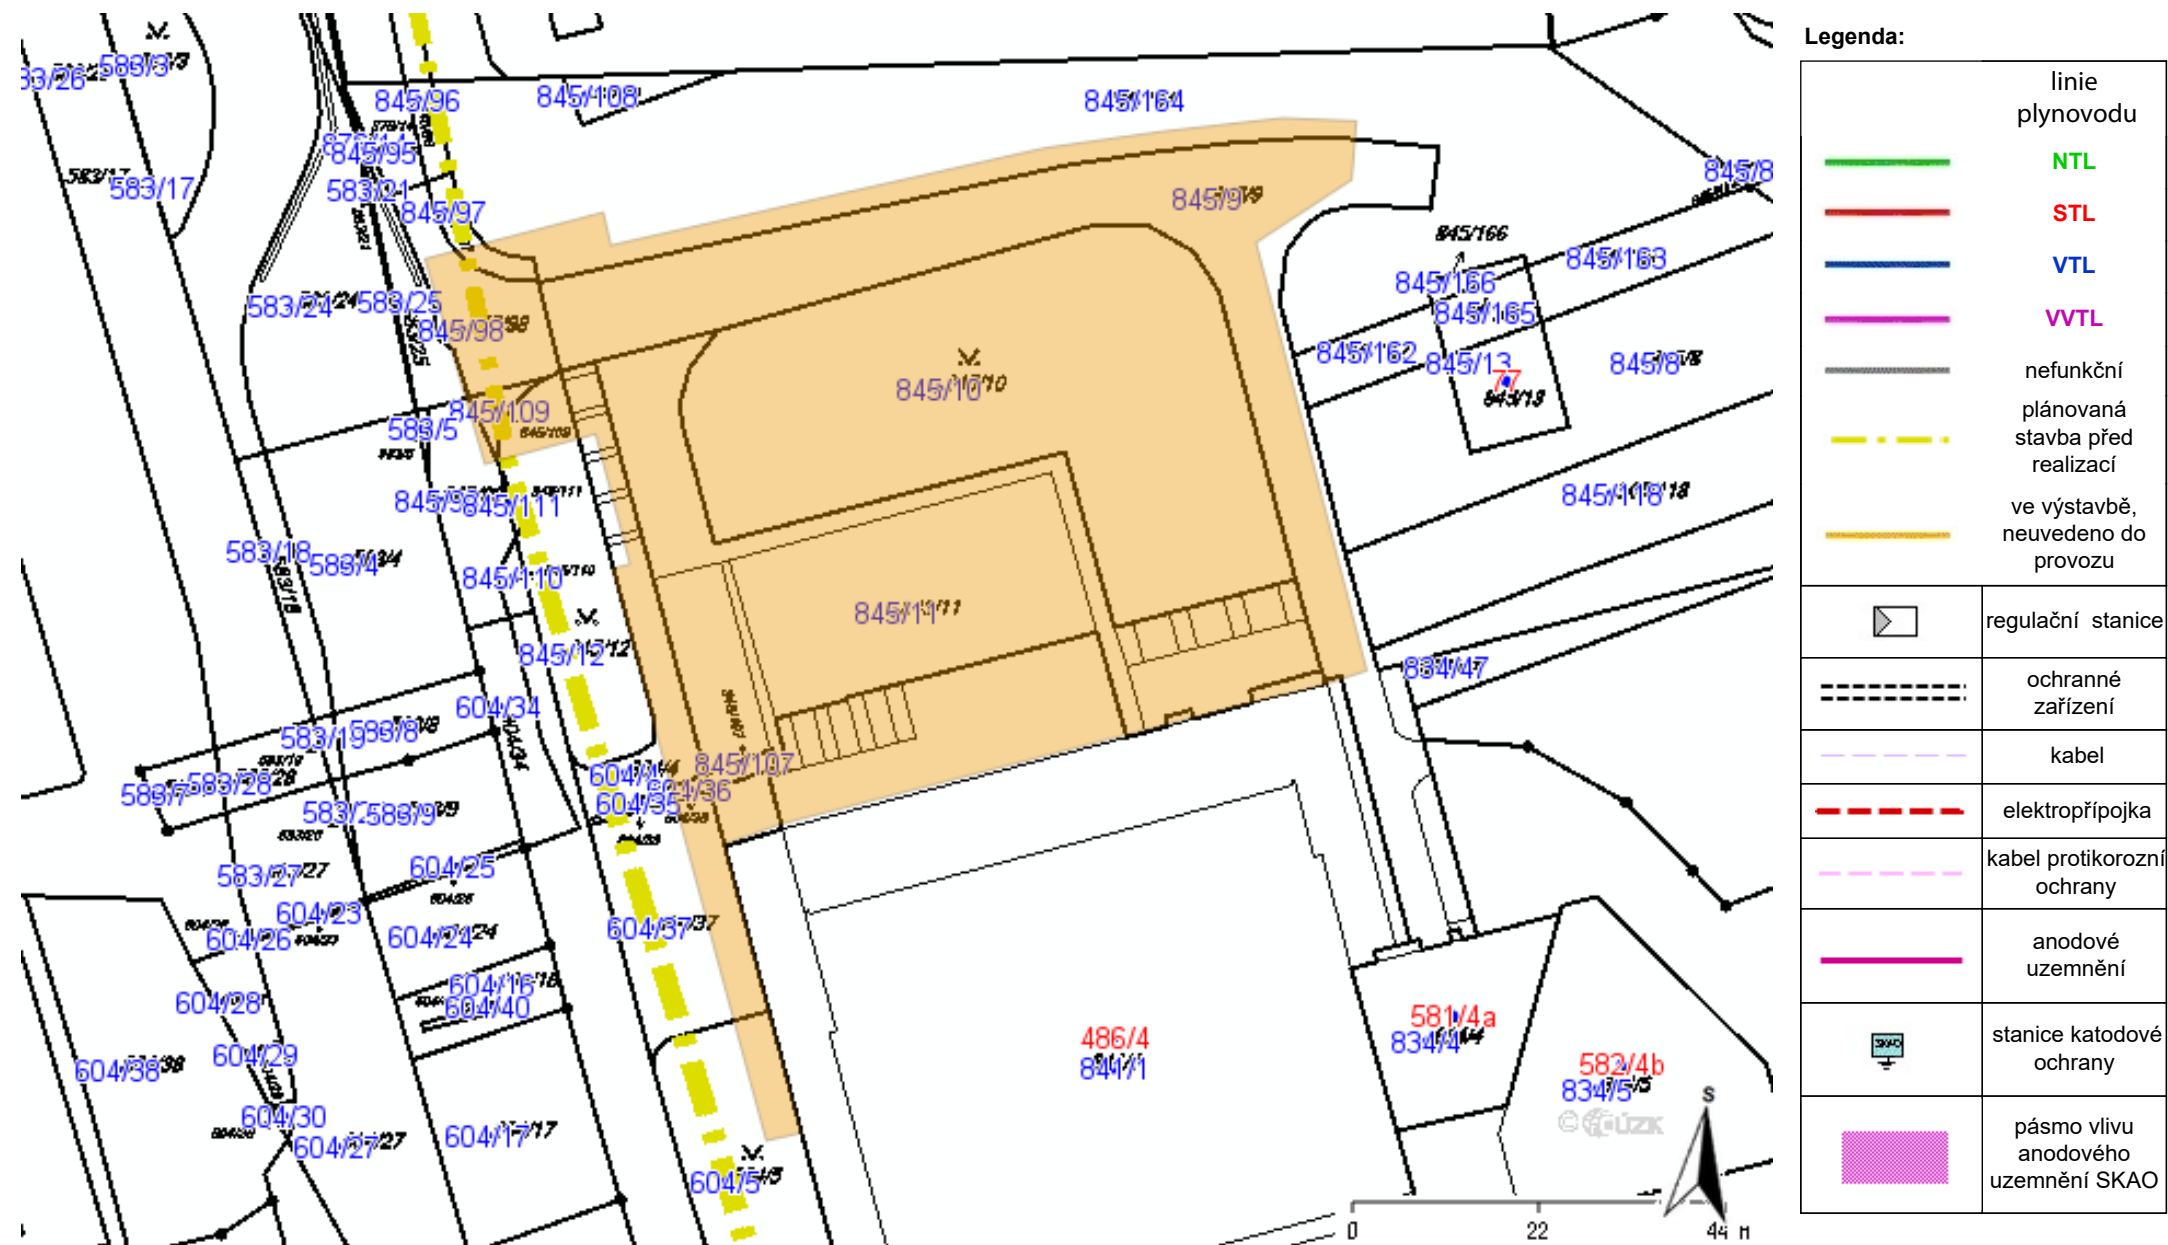 583/3
845/96
845/108
845/164
845/95
583/17
583/21
845/97
845/9
845/166
845/163
845/166
583/24
583/25
845/98
845/165
845/162
845/13
845/8
77
845/13
845/10
845/109
583/5
845/118
845/111
583/18
583/4
845/110
845/11
845/12
834/47
604/34
583/19
583/8
845/107
604/4
604/36
583/7
583/28
604/35
583/9
604/25
583/27
604/23
604/26
604/24
604/37
604/16
604/28
604/40
581/4a
834/4
486/4
841/1
604/29
604/38
582/4b
834/5
604/30
604/27
604/17
604/5
S
© ČÚZK
0 22 44 M
Legenda:
linie
plynovodu
NTL
STL
VTL
VVTL
nefunkční
plánovaná
stavba před
realizací
ve výstavbě,
neuvedeno do
provozu
regulační stanice
ochranné
zařízení
kabel
elektropřípojka
kabel protikorozní
ochrany
anodové
uzemnění
SKAO
stanice katodové
ochrany
pásmo vlivu
anodového
uzemnění SKAO